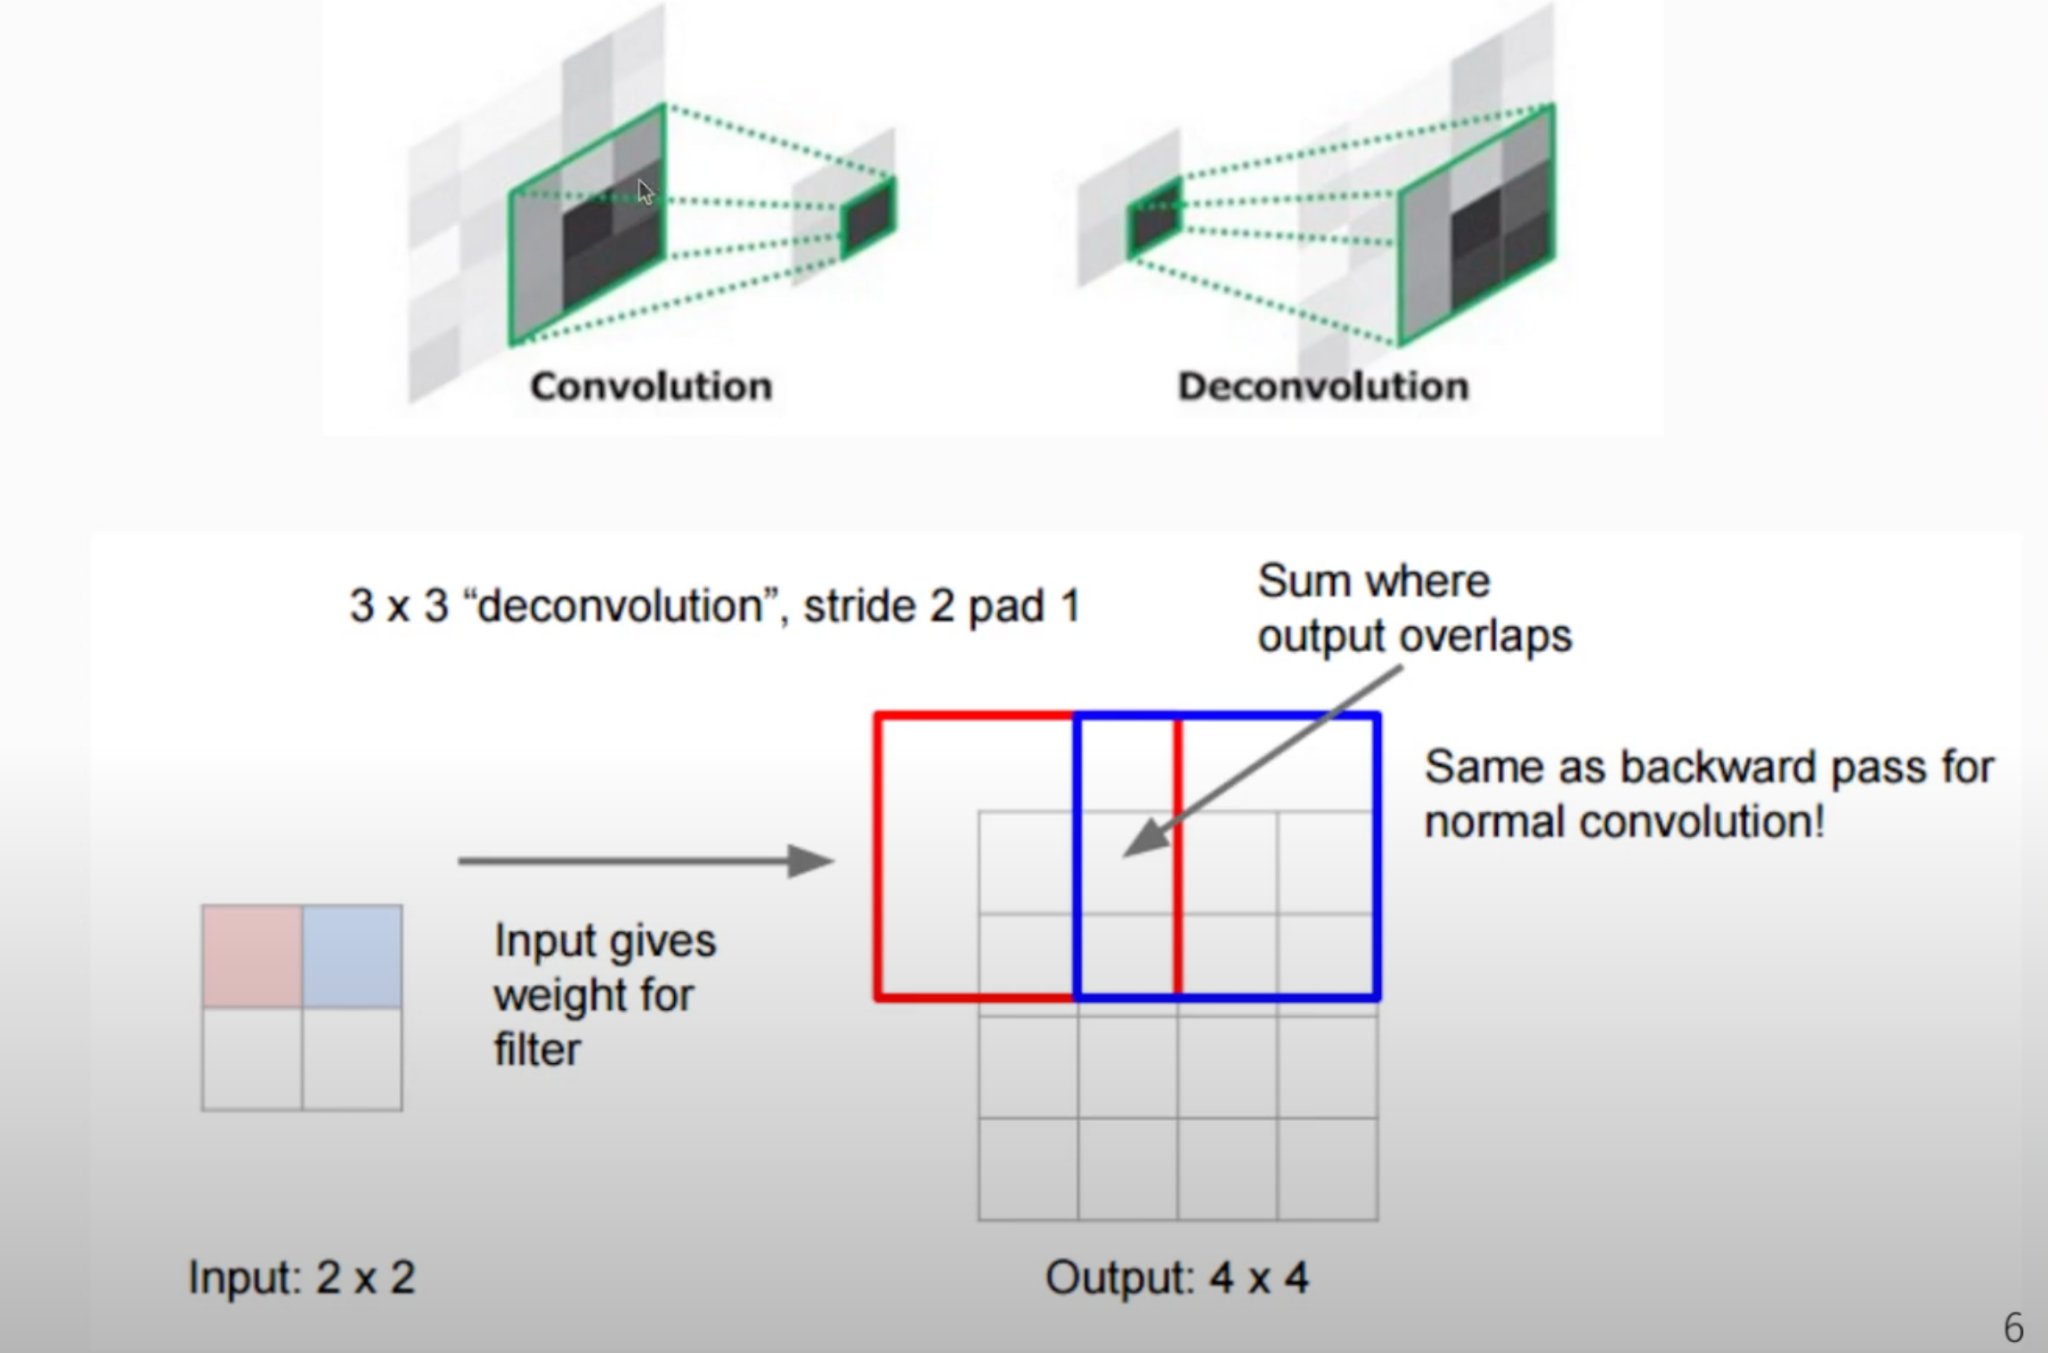 Convolution
Deconvolution
3 x 3 “deconvolution”, stride 2 pad 1
Sum where
output overlaps
Same as backward pass for
normal convolution!
Input gives
weight for
filter
Input: 2 x 2
Output: 4 x 4
6